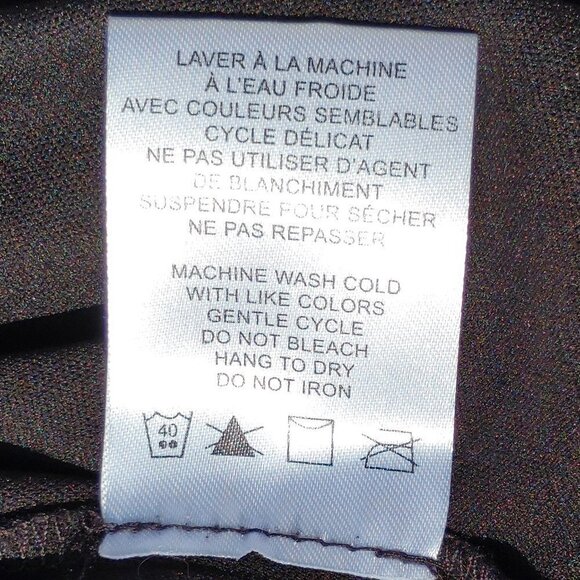 LAVER À LA MACHINE
À L'EAU FROIDE
AVEC COULEURS SEMBLABLES
CYCLE DÉLICAT
NE PAS UTILISER D'AGENT
DE BLANCHIMENT
SUSPENDRE POUR SÉCHER
NE PAS REPASSER
MACHINE WASH COLD
WITH LIKE COLORS
GENTLE CYCLE
DO NOT BLEACH
HANG TO DRY
DO NOT IRON
40